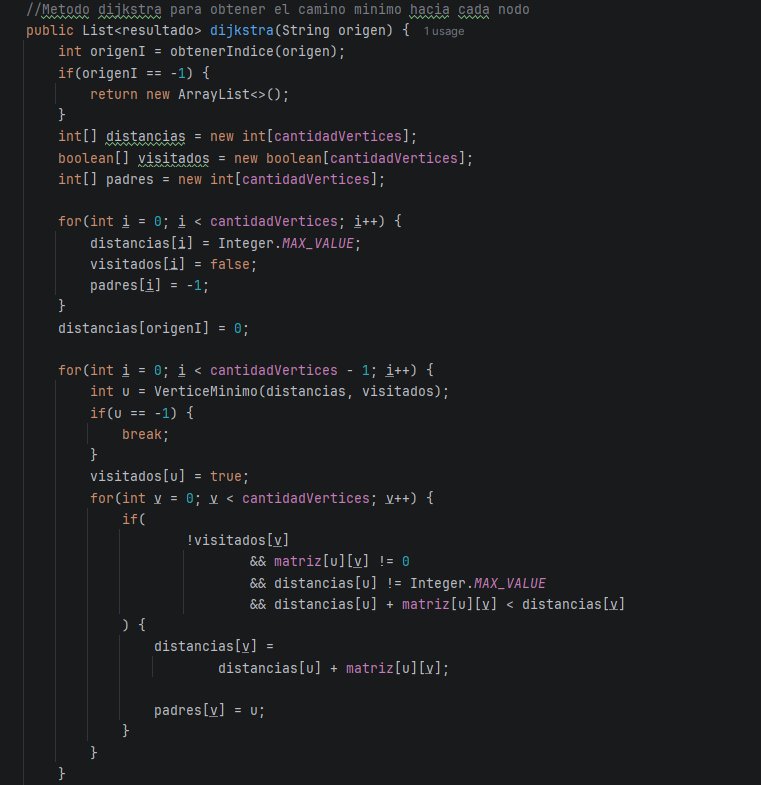 //Metodo dijkstra para obtener el camino minimo hacia cada nodo
public List<resultado> dijkstra(String origen) { 1 usage
    int origenI = obtenerIndice(origen);
    if(origenI == -1) {
        return new ArrayList<>();
    }
    int[] distancias = new int[cantidadVertices];
    boolean[] visitados = new boolean[cantidadVertices];
    int[] padres = new int[cantidadVertices];

    for(int i = 0; i < cantidadVertices; i++) {
        distancias[i] = Integer.MAX_VALUE;
        visitados[i] = false;
        padres[i] = -1;
    }
    distancias[origenI] = 0;

    for(int i = 0; i < cantidadVertices - 1; i++) {
        int u = VerticeMinimo(distancias, visitados);
        if(u == -1) {
            break;
        }
        visitados[u] = true;
        for(int v = 0; v < cantidadVertices; v++) {
            if(
                    !visitados[v]
                            && matriz[u][v] != 0
                            && distancias[u] != Integer.MAX_VALUE
                            && distancias[u] + matriz[u][v] < distancias[v]
            ) {
                distancias[v] =
                        distancias[u] + matriz[u][v];

                padres[v] = u;
            }
        }
    }